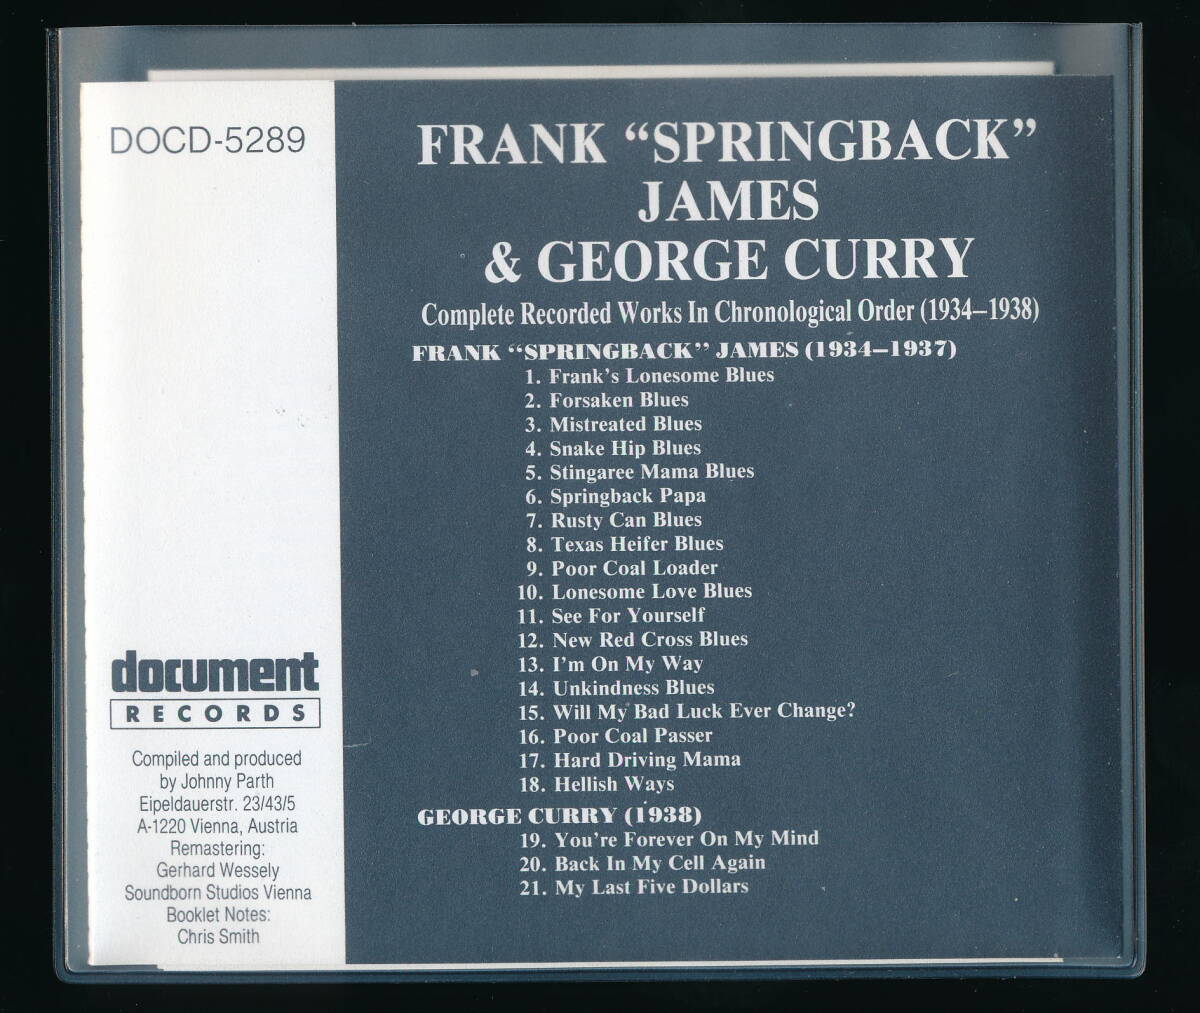 DOCD-5289
FRANK “SPRINGBACK”
JAMES
& GEORGE CURRY
Complete Recorded Works In Chronological Order (1934–1938)
FRANK “SPRINGBACK” JAMES (1934–1937)
1. Frank’s Lonesome Blues
2. Forsaken Blues
3. Mistreated Blues
4. Snake Hip Blues
5. Stingaree Mama Blues
6. Springback Papa
7. Rusty Can Blues
8. Texas Heifer Blues
9. Poor Coal Loader
10. Lonesome Love Blues
11. See For Yourself
12. New Red Cross Blues
13. I’m On My Way
14. Unkindness Blues
15. Will My Bad Luck Ever Change?
16. Poor Coal Passer
17. Hard Driving Mama
18. Hellish Ways
GEORGE CURRY (1938)
19. You’re Forever On My Mind
20. Back In My Cell Again
21. My Last Five Dollars
document
RECORDS
Compiled and produced
by Johnny Parth
Eipeldauerstr. 23/43/5
A-1220 Vienna, Austria
Remastering:
Gerhard Wessely
Soundborn Studios Vienna
Booklet Notes:
Chris Smith